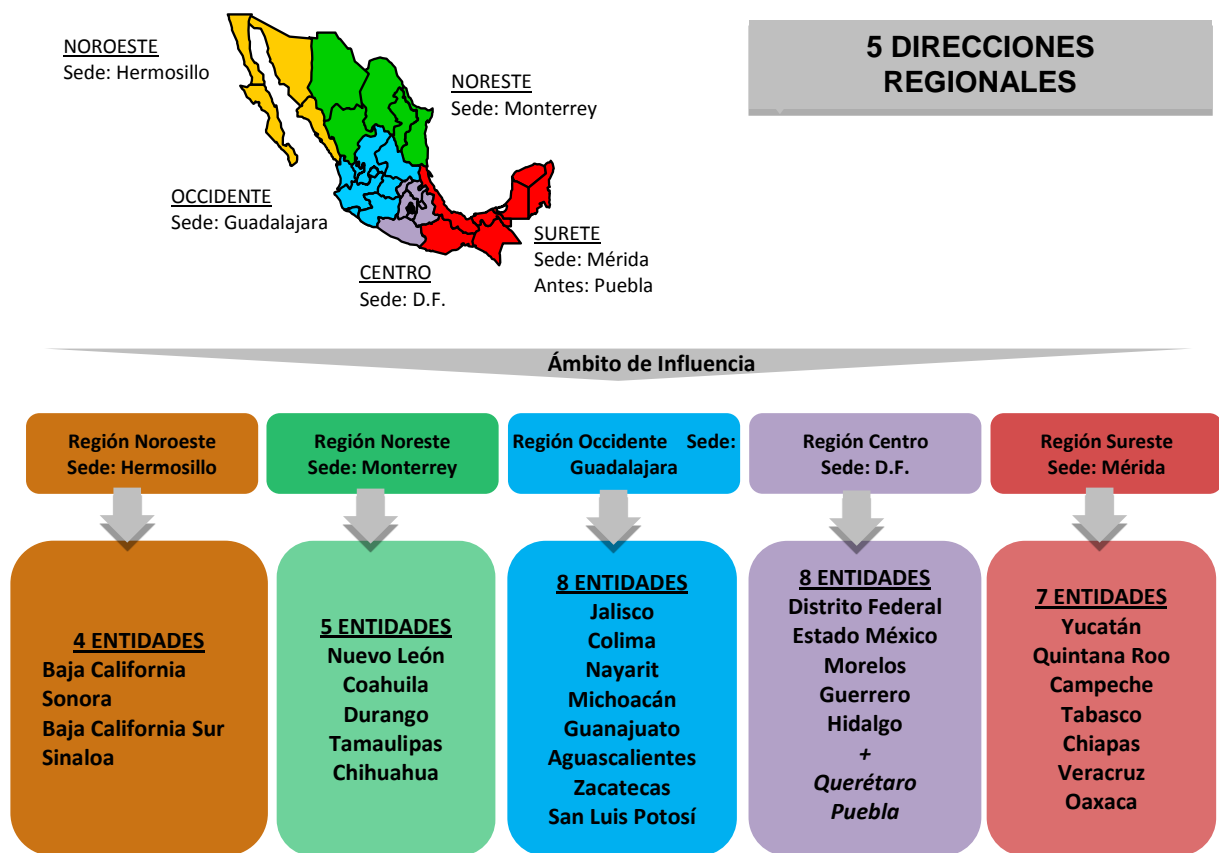 5 DIRECCIONES
REGIONALES
NOROESTE
Sede: Hermosillo
NORESTE
Sede: Monterrey
OCCIDENTE
Sede: Guadalajara
SURETE
Sede: Mérida
Antes: Puebla
CENTRO
Sede: D.F.
Ámbito de Influencia
Región Noroeste
Sede: Hermosillo
Región Noreste
Sede: Monterrey
Región Occidente Sede:
Guadalajara
Región Centro
Sede: D.F.
Región Sureste
Sede: Mérida
4 ENTIDADES
Baja California
Sonora
Baja California Sur
Sinaloa
5 ENTIDADES
Nuevo León
Coahuila
Durango
Tamaulipas
Chihuahua
8 ENTIDADES
Jalisco
Colima
Nayarit
Michoacán
Guanajuato
Aguascalientes
Zacatecas
San Luis Potosí
8 ENTIDADES
Distrito Federal
Estado México
Morelos
Guerrero
Hidalgo
+
Querétaro
Puebla
7 ENTIDADES
Yucatán
Quintana Roo
Campeche
Tabasco
Chiapas
Veracruz
Oaxaca